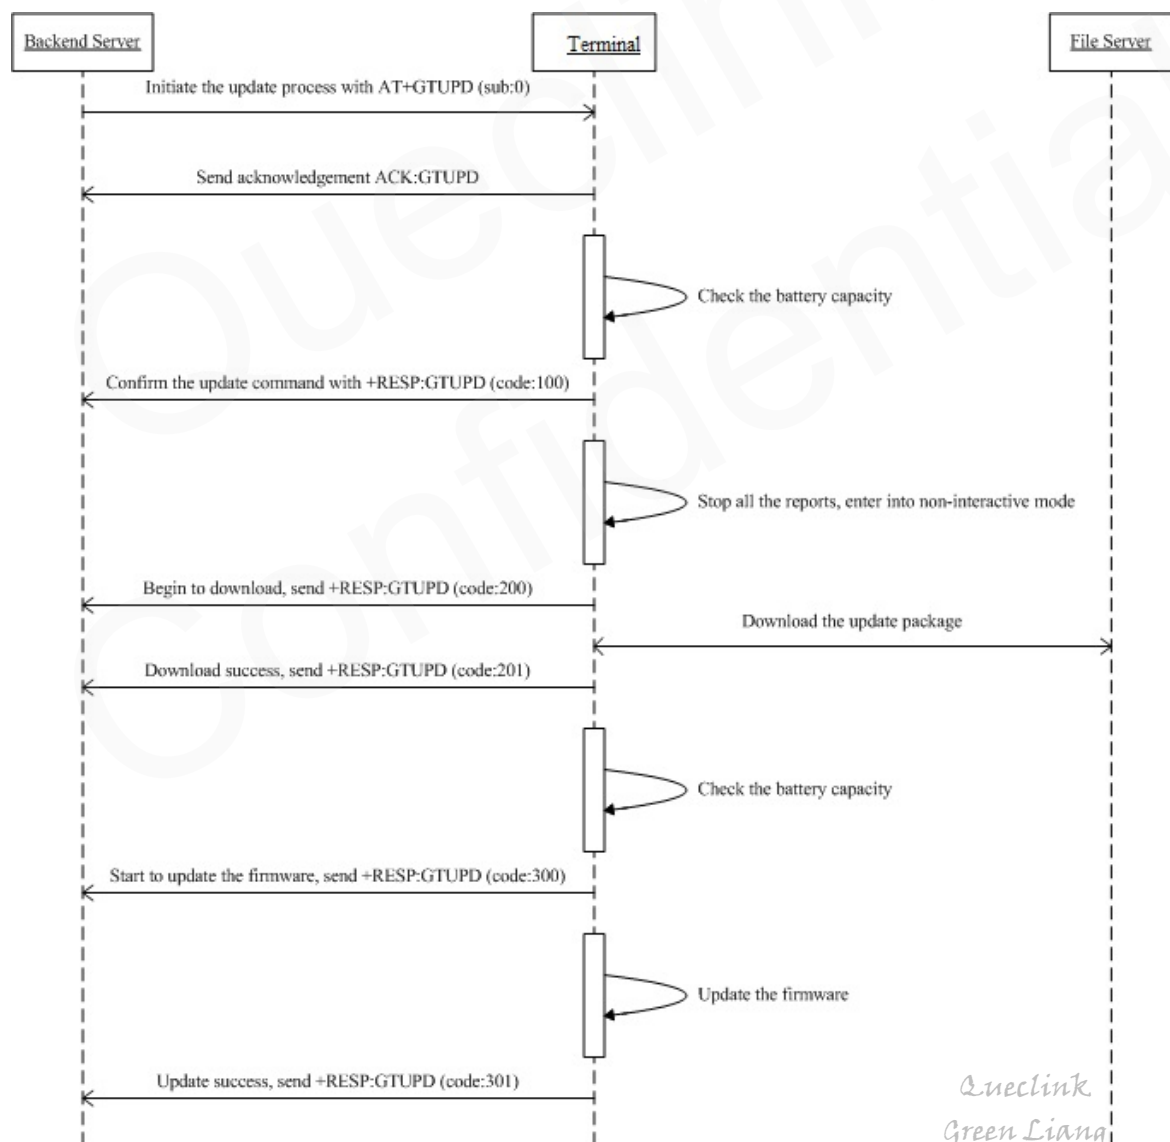 Backend Server
Terminal
File Server
Initiate the update process with AT+GTUPD (sub:0)
Send acknowledgement ACK:GTUPD
Check the battery capacity
Confirm the update command with +RESP:GTUPD (code:100)
Stop all the reports, enter into non-interactive mode
Begin to download, send +RESP:GTUPD (code:200)
Download the update package
Download success, send +RESP:GTUPD (code:201)
Check the battery capacity
Start to update the firmware, send +RESP:GTUPD (code:300)
Update the firmware
Update success, send +RESP:GTUPD (code:301)
Queclink
Green Liang
Queclink
Confidential